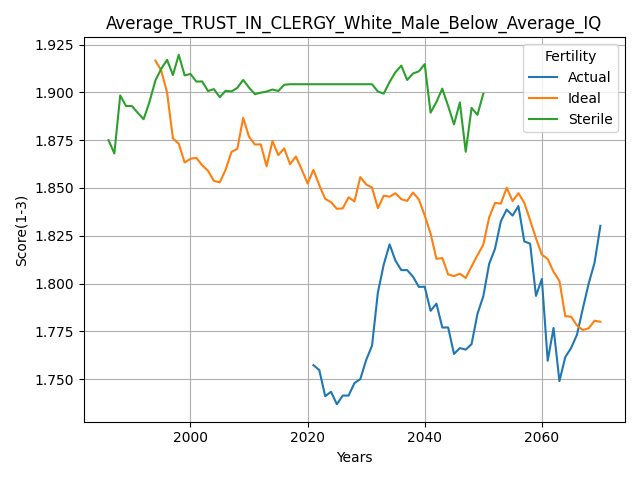 Average_TRUST_IN_CLERGY_White_Male_Below_Average_IQ
Fertility
Actual
Ideal
Sterile
Score(1-3)
1.925
1.900
1.875
1.850
1.825
1.800
1.775
1.750
2000
2020
2040
2060
Years